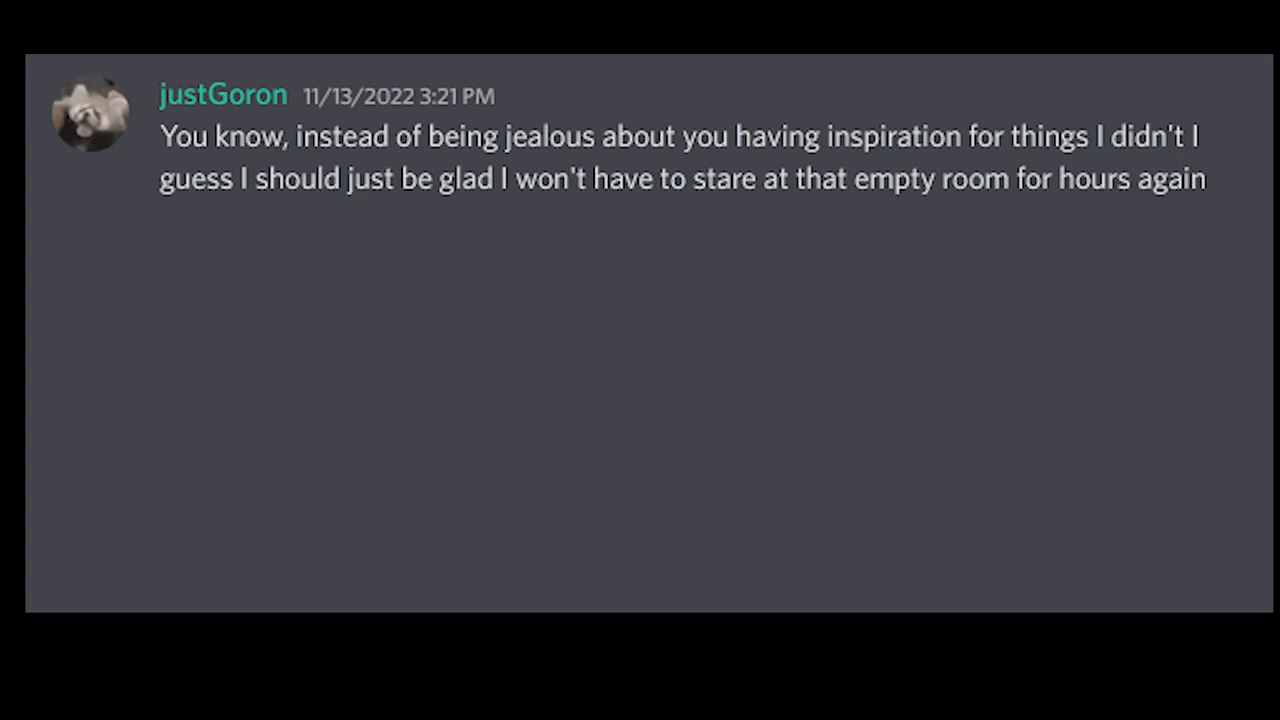 justGoron 11/13/2022 3:21 PM
You know, instead of being jealous about you having inspiration for things I didn't I
guess I should just be glad I won't have to stare at that empty room for hours again